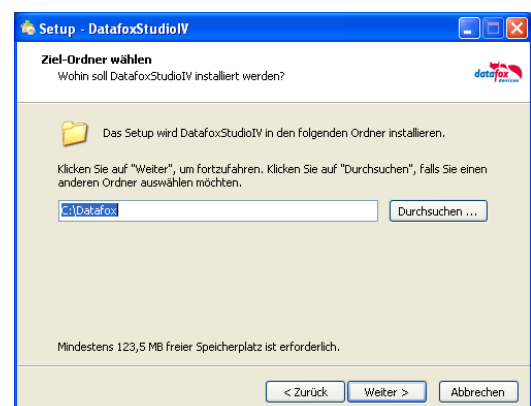 Setup - DatafoxStudioIV
Ziel-Ordner wählen
Wohin soll DatafoxStudioIV installiert werden?
datafox
devices
Das Setup wird DatafoxStudioIV in den folgenden Ordner installieren.
Klicken Sie auf "Weiter", um fortzufahren. Klicken Sie auf "Durchsuchen", falls Sie einen
anderen Ordner auswählen möchten.
C:\Datafox
Durchsuchen ...
Mindestens 123,5 MB freier Speicherplatz ist erforderlich.
< Zurück
Weiter >
Abbrechen